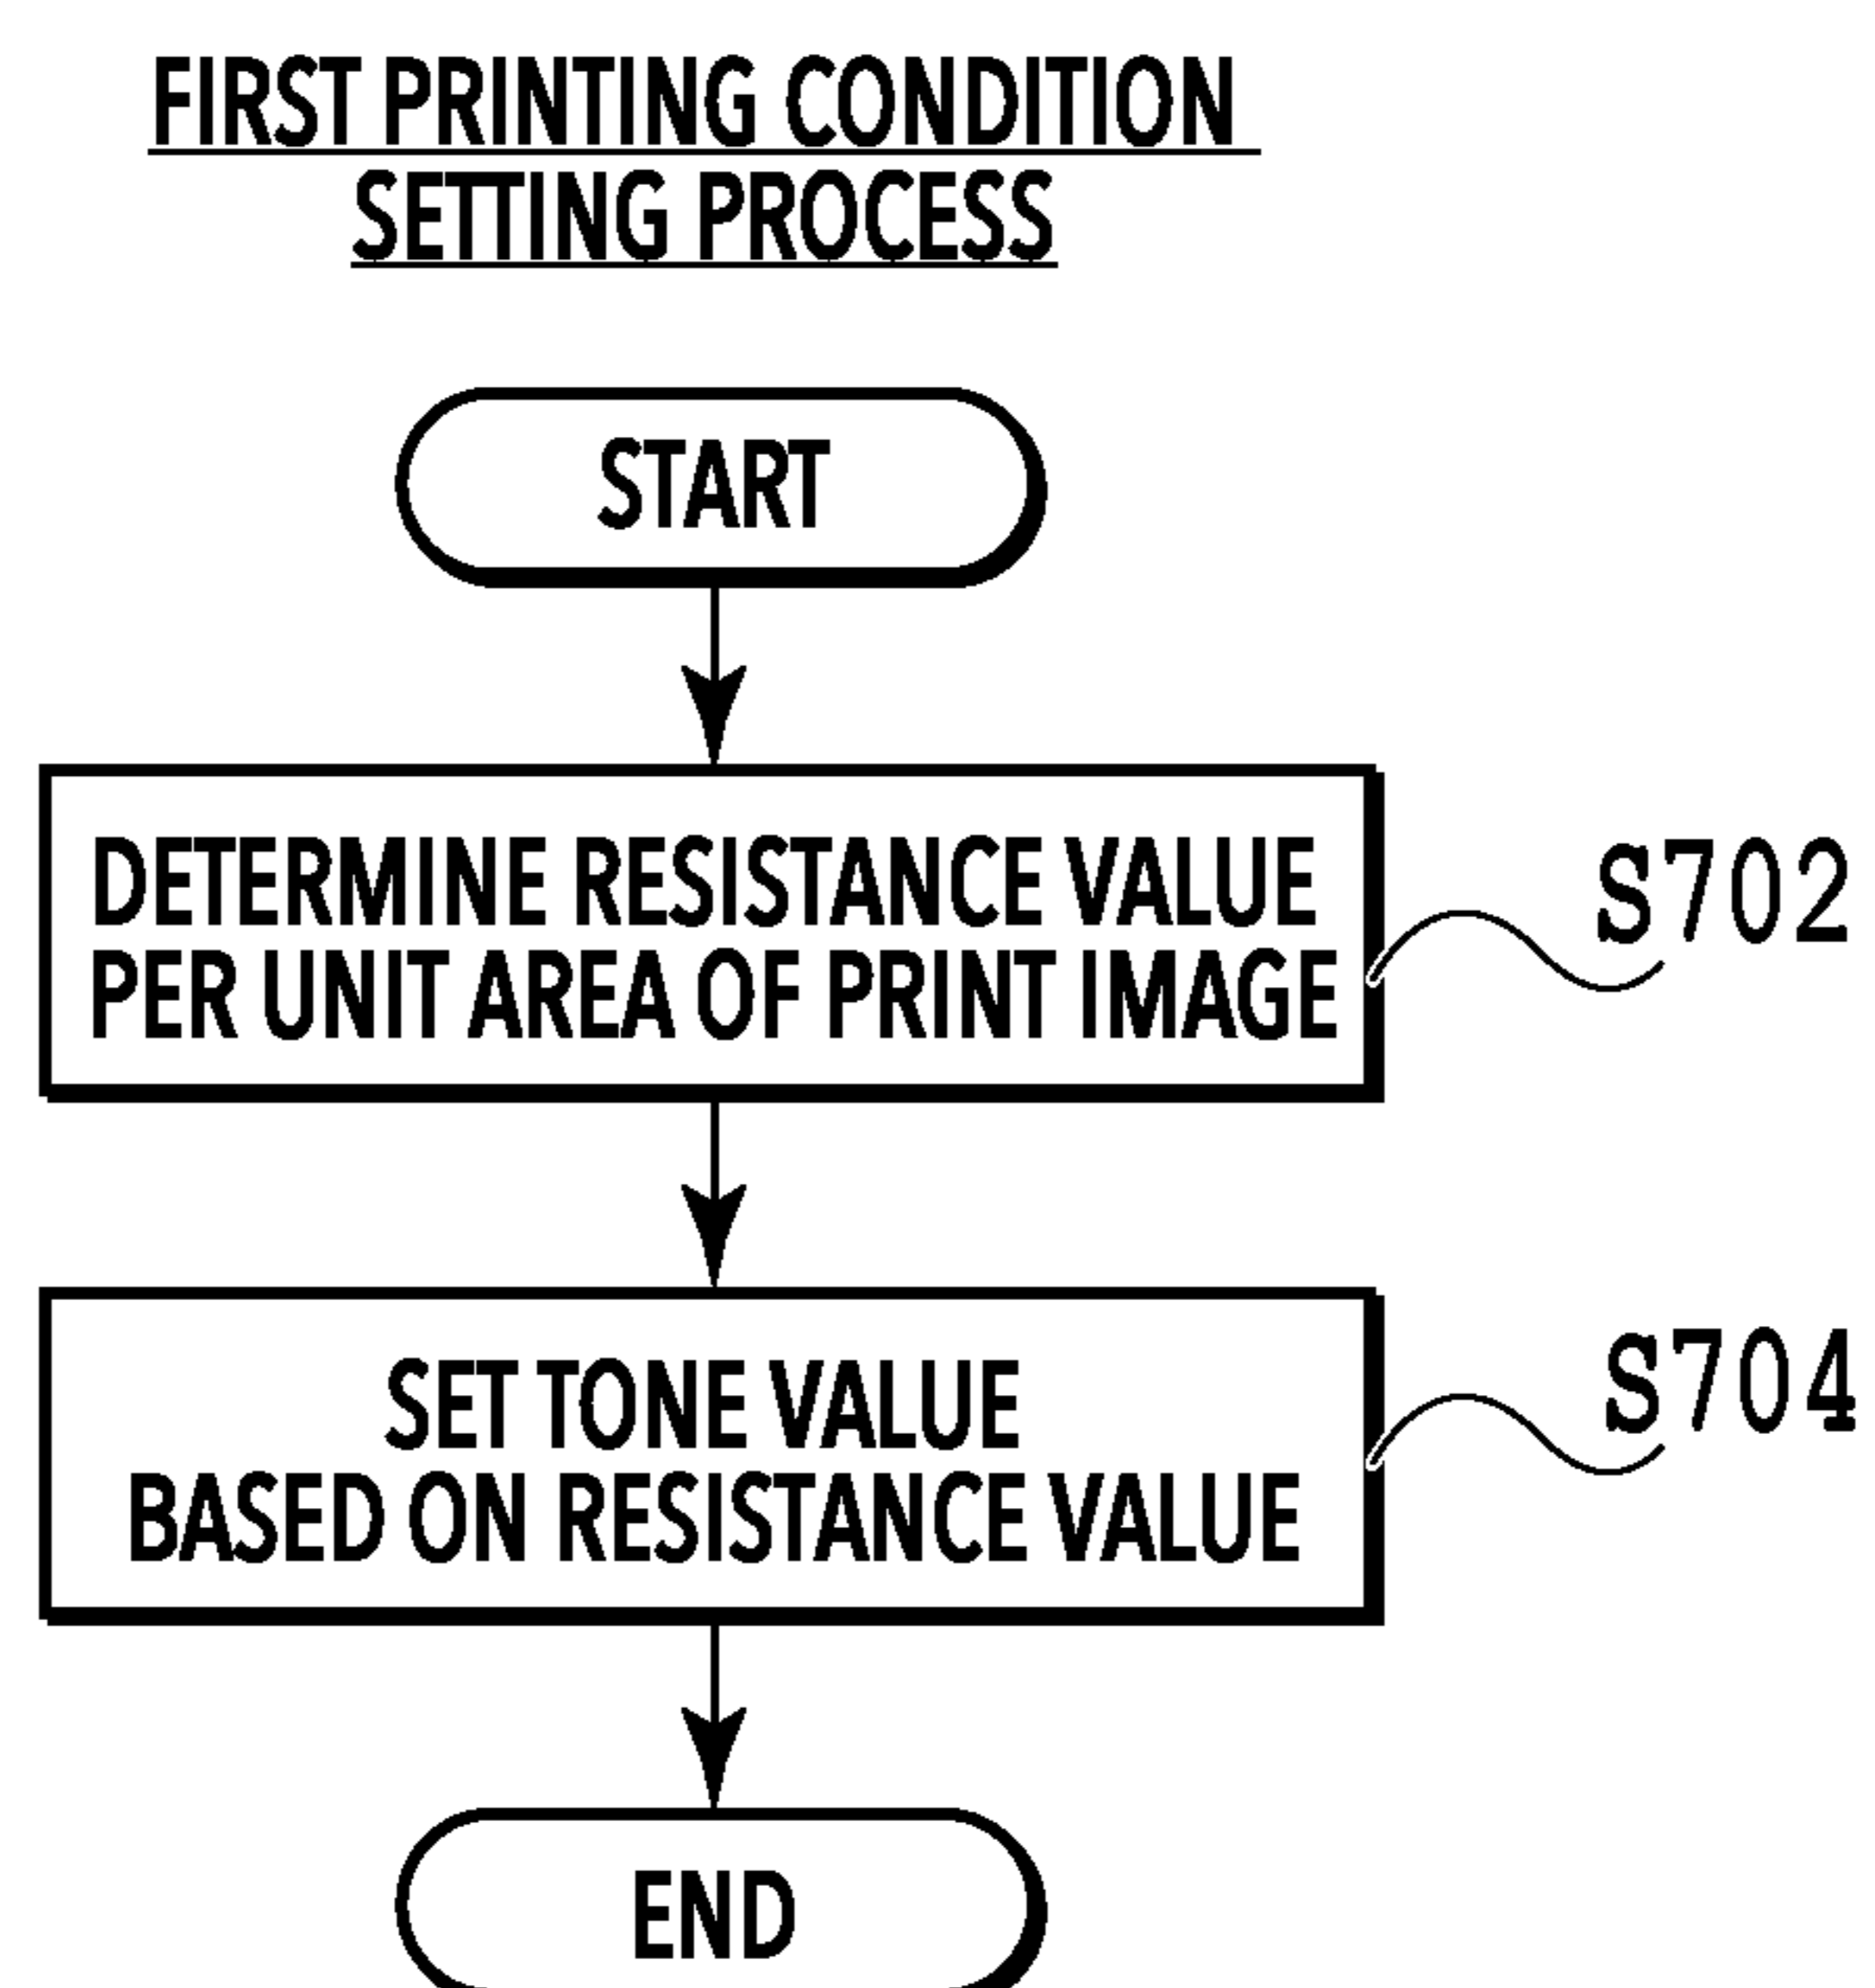 FIRST PRINTING CONDITION
SETTING PROCESS
START
DETERMINE RESISTANCE VALUE
PER UNIT AREA OF PRINT IMAGE
S702
SET TONE VALUE
BASED ON RESISTANCE VALUE
S704
END